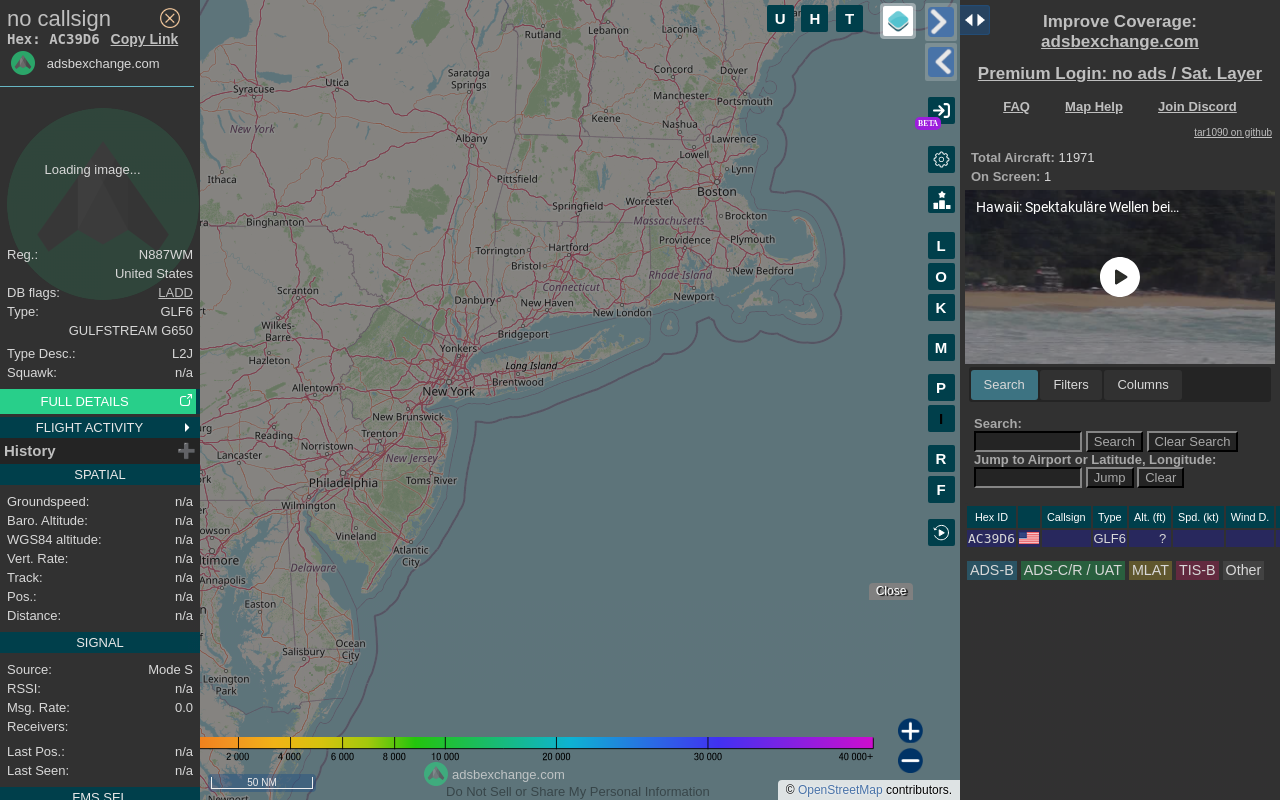 no callsign
Hex: AC39D6 Copy Link
adsbexchange.com
Loading image...
Reg.: N887WM
United States
DB flags: LADD
Type: GLF6
GULFSTREAM G650
Type Desc.: L2J
Squawk: n/a
FULL DETAILS
FLIGHT ACTIVITY
History
SPATIAL
Groundspeed: n/a
Baro. Altitude: n/a
WGS84 altitude: n/a
Vert. Rate: n/a
Track: n/a
Pos.: n/a
Distance: n/a
SIGNAL
Source: Mode S
RSSI: n/a
Msg. Rate: 0.0
Receivers:
Last Pos.: n/a
Last Seen: n/a
FMS SEL
Rutland
Lebanon
Laconia
Utica
Syracuse
Saratoga
Springs
Concord
Dover
Manchester
Portsmouth
Keene
Nashua
New York
Albany
Lawrence
Lowell
Lynn
Ithaca
Pittsfield
Boston
Worcester
Springfield
Binghamton
Massachusetts
Brockton
Torrington
Hartford
Providence
Plymouth
Bristol
Rhode Island
New Bedford
Connecticut
Scranton
Danbury
New Haven
New London
Newport
Wilkes-
Barre
Bridgeport
Yonkers
Hazleton
Long Island
Brentwood
Allentown
New York
New Brunswick
Reading
Trenton
Norristown
Lancaster
New Jersey
Philadelphia
Toms River
Wilmington
Vineland
Atlantic
City
Delaware
Annapolis
Easton
Ocean
City
Salisbury
Lexington
Park
U H T
BETA
L
O
K
M
P
I
R
F
Close
2 000 4 000 6 000 8 000 10 000 20 000 30 000 40 000+
50 NM
adsbexchange.com
Do Not Sell or Share My Personal Information
© OpenStreetMap contributors.
Improve Coverage:
adsbexchange.com
Premium Login: no ads / Sat. Layer
FAQ Map Help Join Discord
tar1090 on github
Total Aircraft: 11971
On Screen: 1
Hawaii: Spektakuläre Wellen bei...
Search Filters Columns
Search:
Search Clear Search
Jump to Airport or Latitude, Longitude:
Jump Clear
Hex ID Callsign Type Alt. (ft) Spd. (kt) Wind D.
AC39D6 GLF6 ?
ADS-B ADS-C/R / UAT MLAT TIS-B Other